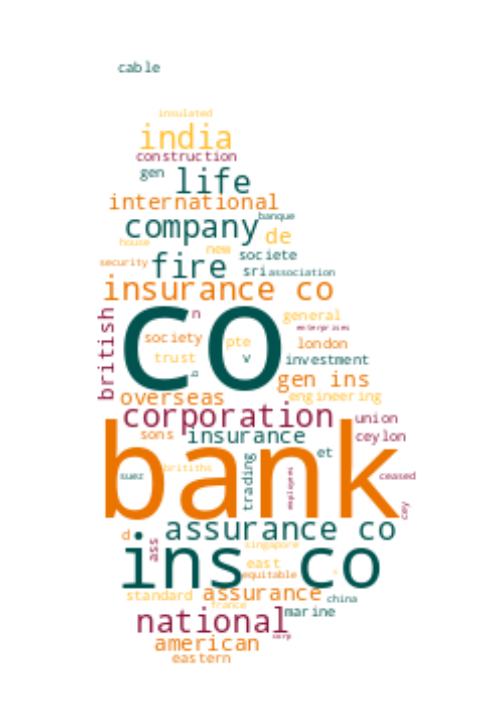 cable
insulated
india
construction
gen life
international
company banque
house new de
societe
security fire sri association
insurance co
british co n general
enterprises
society pte london
trust v investment
gen ins
overseas engineering
corporation union
sons insurance ceylon
bank et
britiths
suez trading employees ceased
cey
d assurance co
ass singapore
ins co
east
equitable
standard assurance china
france marine
national corp
american
eastern